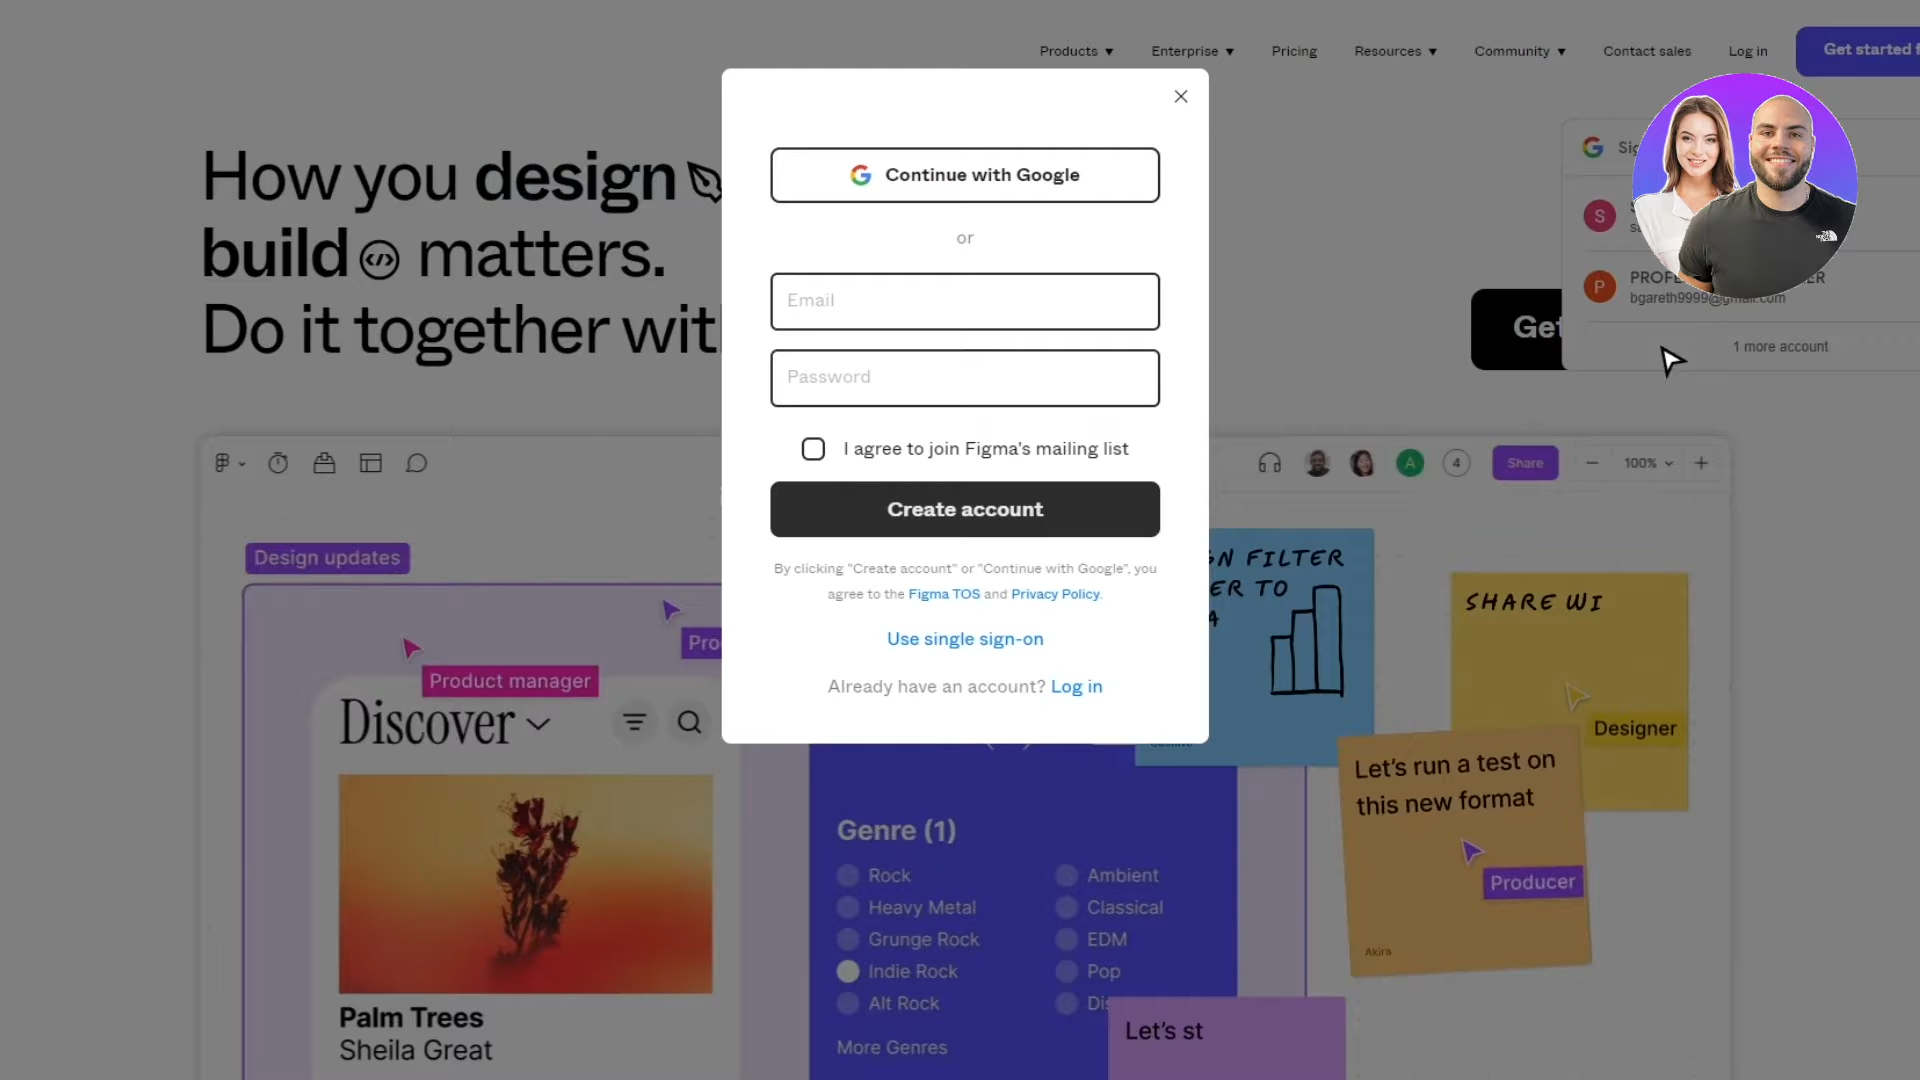 Products
Enterprise
Pricing
Resources
Community
Contact sales
Log in
Get started f
How you design
build matters.
Do it together wit
Continue with Google
or
Email
Password
I agree to join Figma's mailing list
Create account
By clicking "Create account" or "Continue with Google", you
agree to the Figma TOS and Privacy Policy.
Use single sign-on
Already have an account? Log in
S
P
bgareth9999@gmail.com
1 more account
Get
A
4
Share
100%
Design updates
Product manager
Discover
Palm Trees
Sheila Great
Genre (1)
Rock
Heavy Metal
Grunge Rock
Indie Rock
Alt Rock
More Genres
Ambient
Classical
EDM
Pop
FILTER
TO
SHARE WI
Designer
Let's run a test on
this new format
Producer
Akira
Let's st